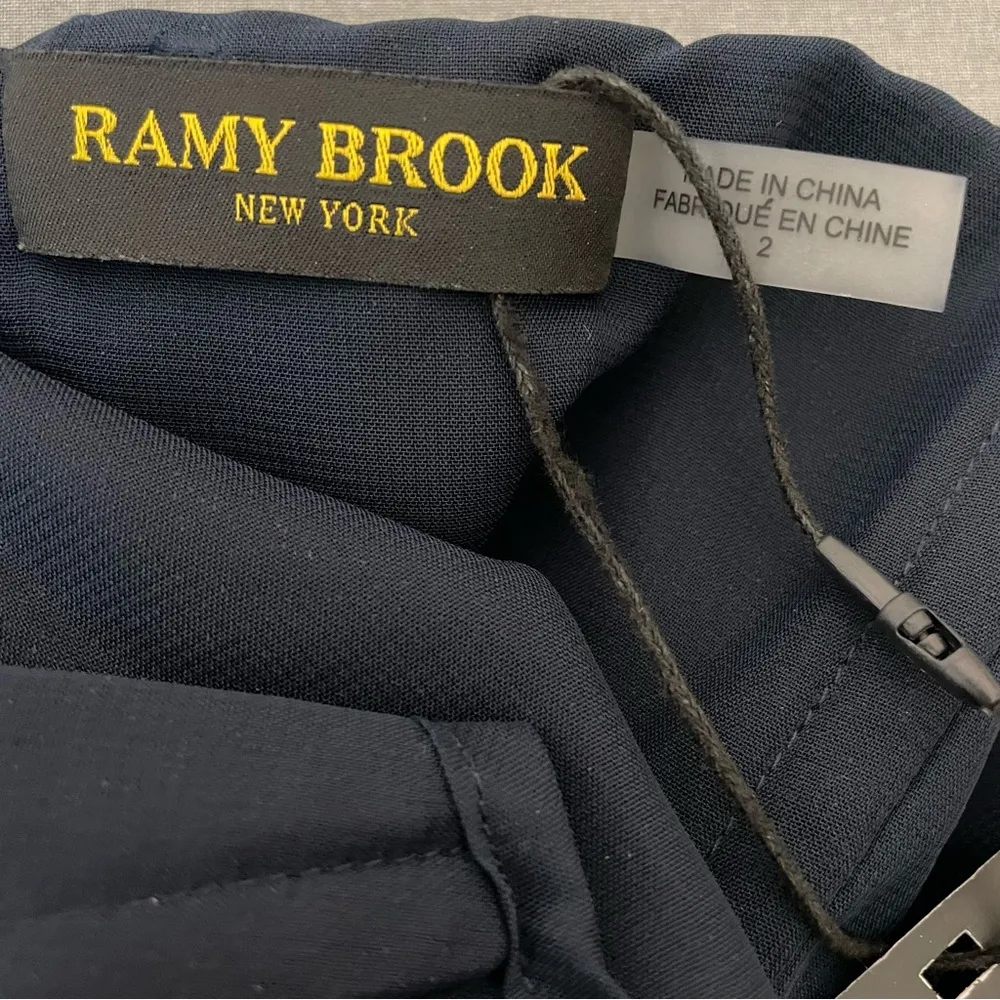 RAMY BROOK
NEW YORK
MADE IN CHINA
FABRIQUÉ EN CHINE
2